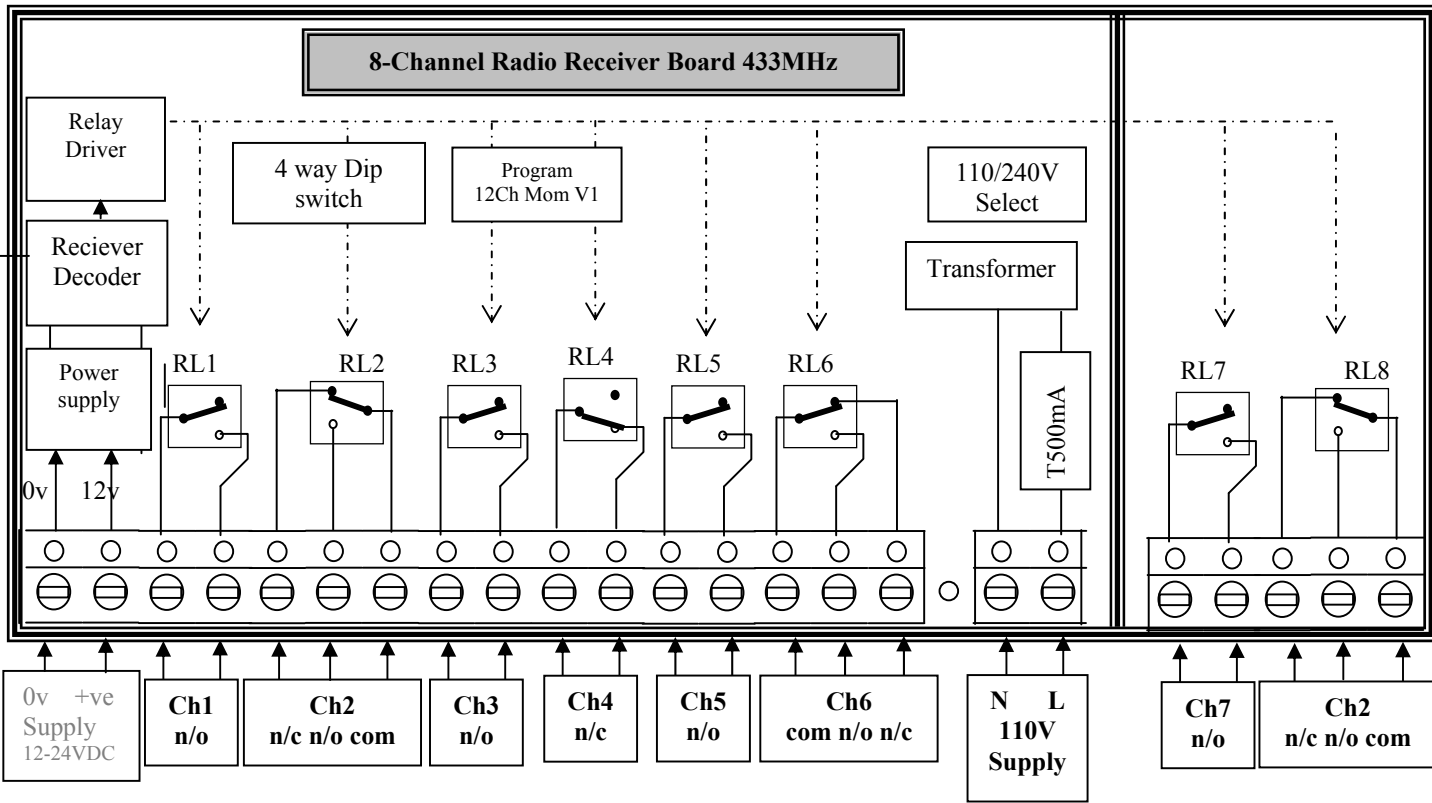 8-Channel Radio Receiver Board 433MHz
Relay
Driver
4 way Dip
switch
Program
12Ch Mom V1
110/240V
Select
Reciever
Decoder
Transformer
Power
supply
RL1
RL2
RL3
RL4
RL5
RL6
RL7
RL8
T500mA
0v 12v
0v +ve
Supply
12-24VDC
Ch1
n/o
Ch2
n/c n/o com
Ch3
n/o
Ch4
n/c
Ch5
n/o
Ch6
com n/o n/c
N L
110V
Supply
Ch7
n/o
Ch2
n/c n/o com